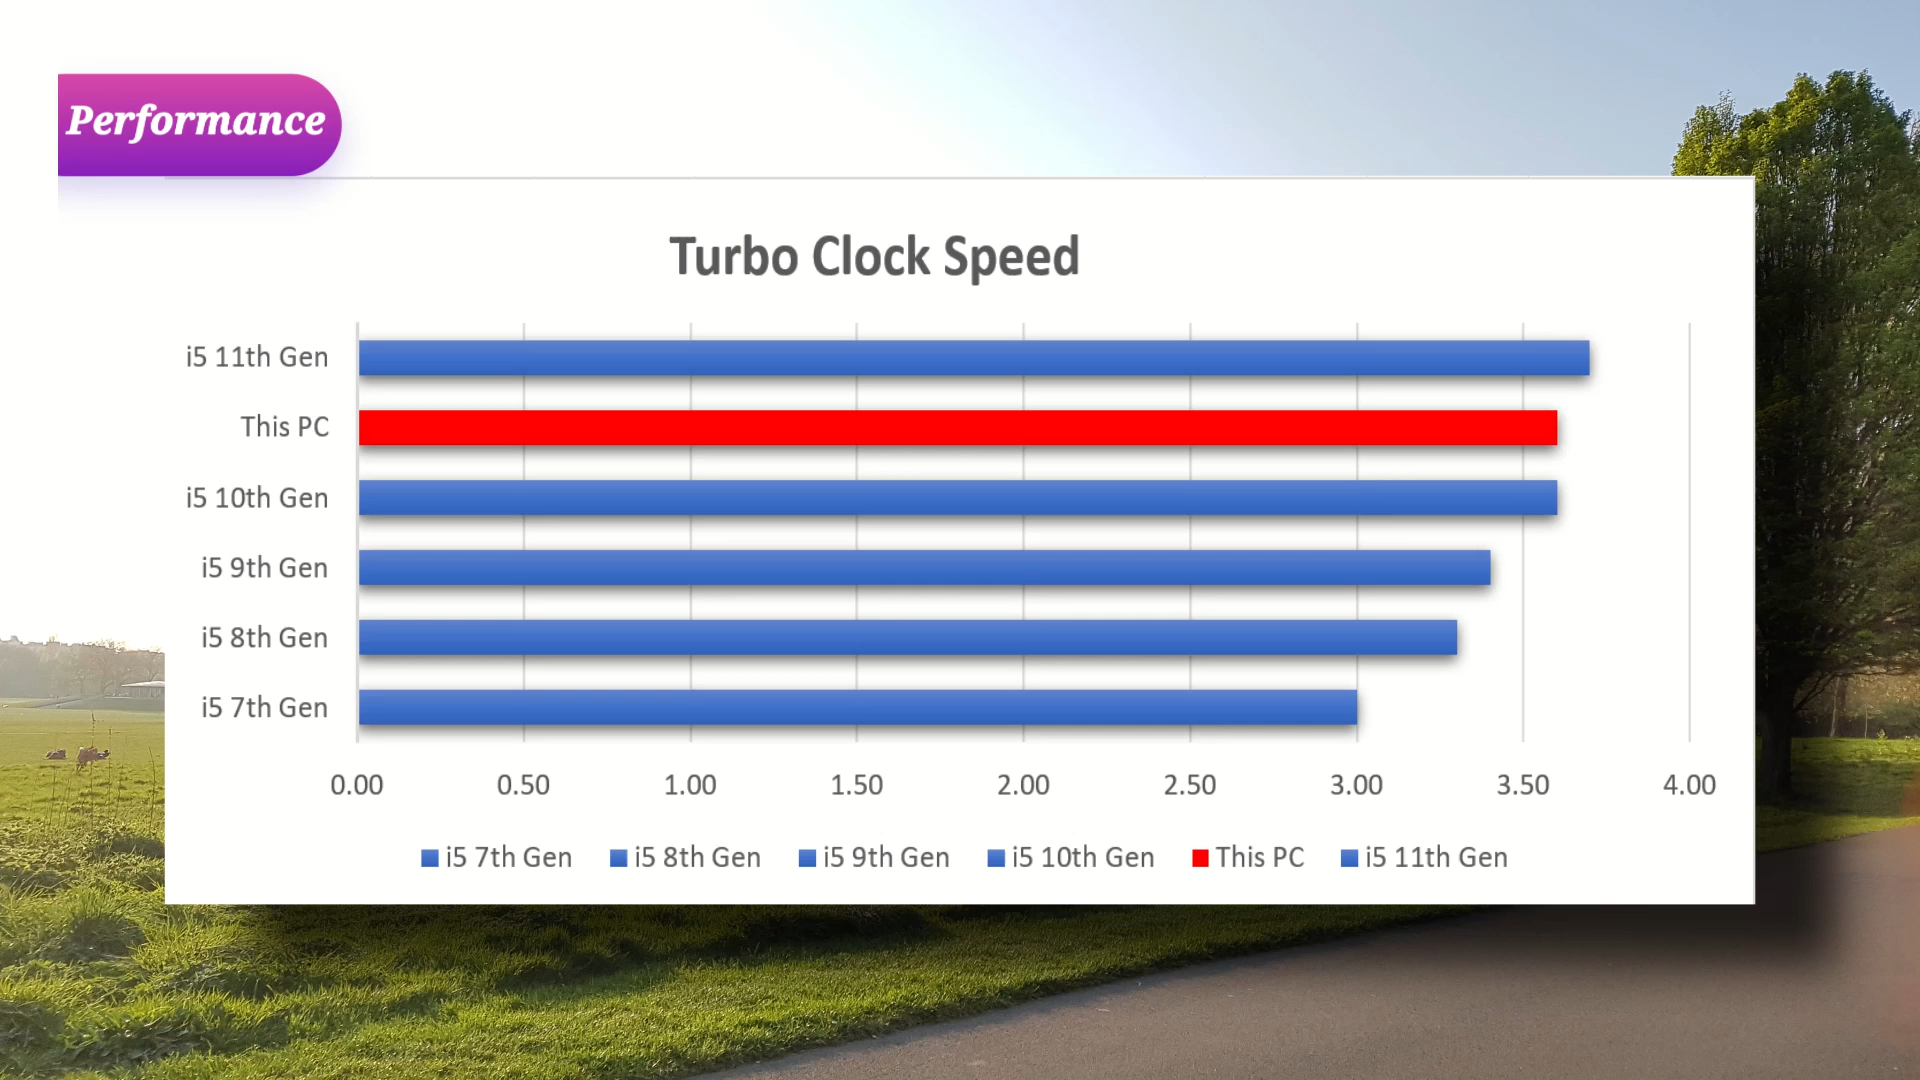 Performance
Turbo Clock Speed
i5 11th Gen
This PC
i5 10th Gen
i5 9th Gen
i5 8th Gen
i5 7th Gen
0.00 0.50 1.00 1.50 2.00 2.50 3.00 3.50 4.00
i5 7th Gen i5 8th Gen i5 9th Gen i5 10th Gen This PC i5 11th Gen